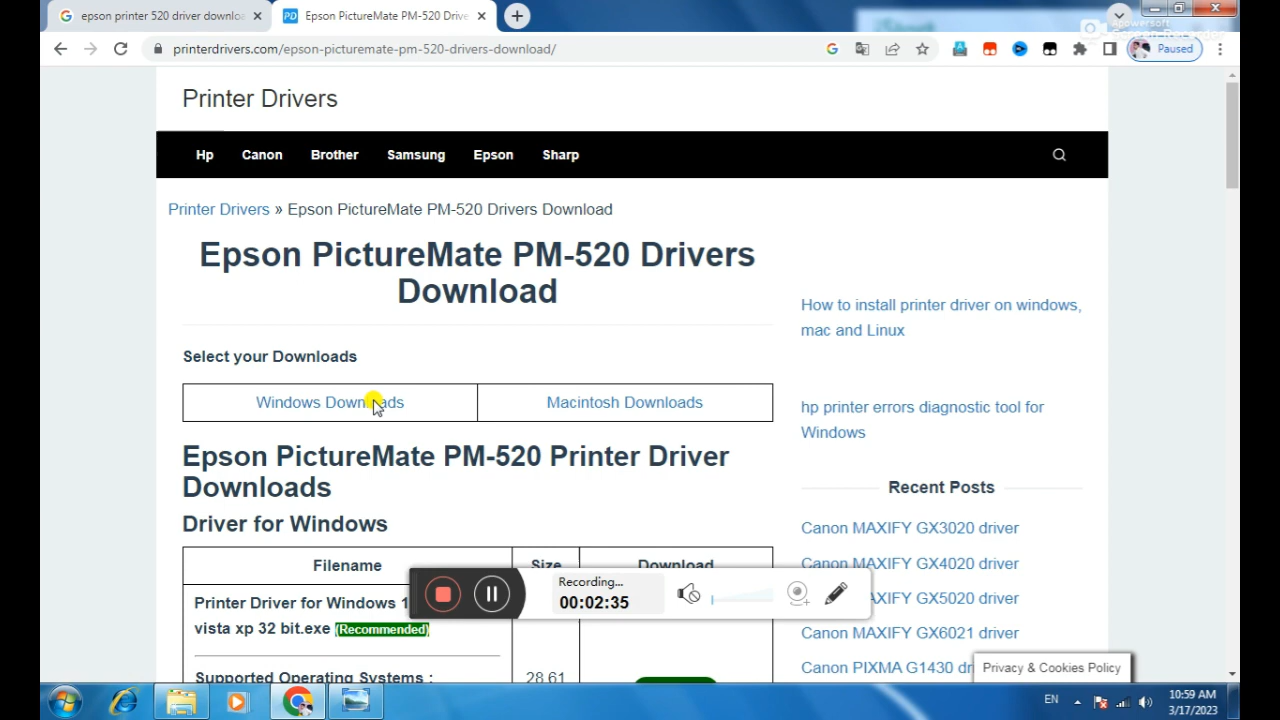 epson printer 520 driver downloa
Epson PictureMate PM-520 Drive
printerdrivers.com/epson-picturemate-pm-520-drivers-download/
Paused
Apowersoft
Screen Recorder
Printer Drivers
Hp Canon Brother Samsung Epson Sharp
Printer Drivers » Epson PictureMate PM-520 Drivers Download
Epson PictureMate PM-520 Drivers
Download
Select your Downloads
Windows Downloads Macintosh Downloads
Epson PictureMate PM-520 Printer Driver
Downloads
Driver for Windows
Filename Size Download
Printer Driver for Windows 1
vista xp 32 bit.exe (Recommended)
Supported Operating Systems : 28.61
How to install printer driver on windows,
mac and Linux
hp printer errors diagnostic tool for
Windows
Recent Posts
Canon MAXIFY GX3020 driver
Canon MAXIFY GX4020 driver
AXIFY GX5020 driver
AXIFY GX6021 driver
Canon PIXMA G1430 dr
Recording...
00:02:35
Privacy & Cookies Policy
EN
10:59 AM
3/17/2023